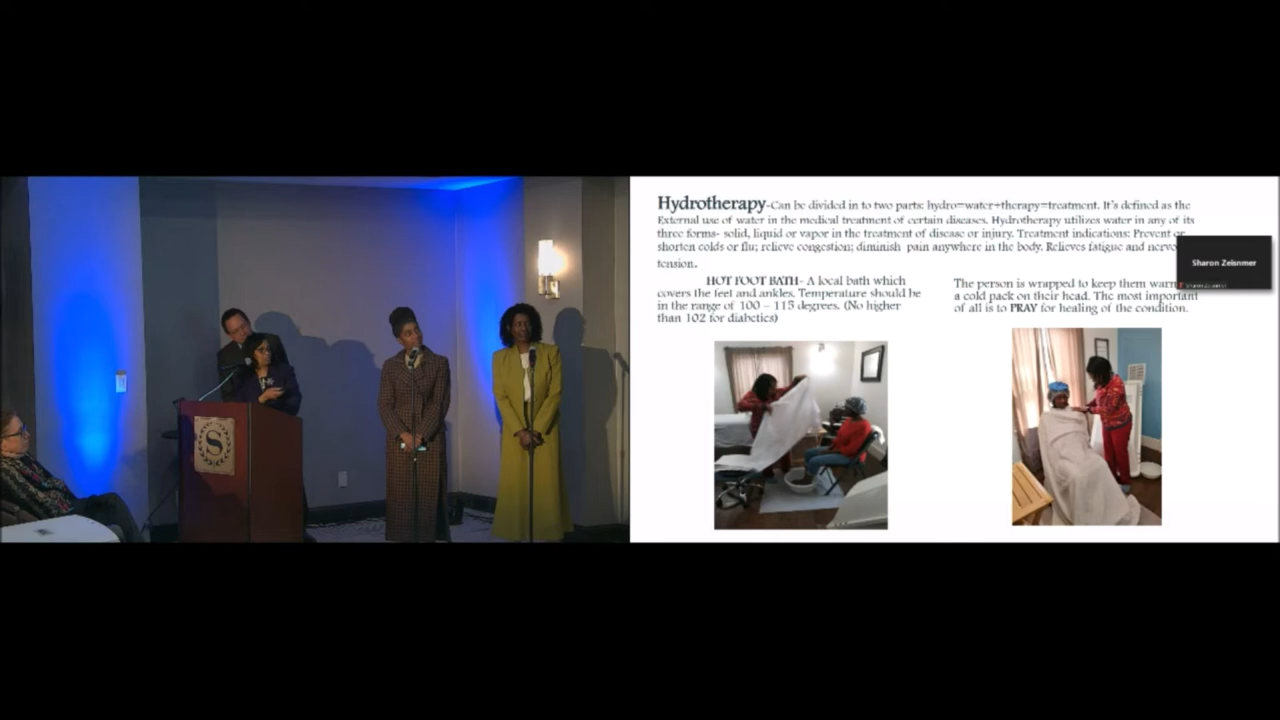 S
Hydrotherapy-Can be divided in to two parts: hydro=water+therapy=treatment. It's defined as the
External use of water in the medical treatment of certain diseases. Hydrotherapy utilizes water in any of its
three forms- solid, liquid or vapor in the treatment of disease or injury. Treatment indications: Prevent or
shorten colds or flu; relieve congestion; diminish pain anywhere in the body. Relieves fatigue and
tension.
HOT FOOT BATH- A local bath which
covers the feet and ankles. Temperature should be
in the range of 100 – 115 degrees. (No higher
than 102 for diabetics)
The person is wrapped to keep them
a cold pack on their head. The most important
of all is to PRAY for healing of the condition.
Sharon Zeisnmer